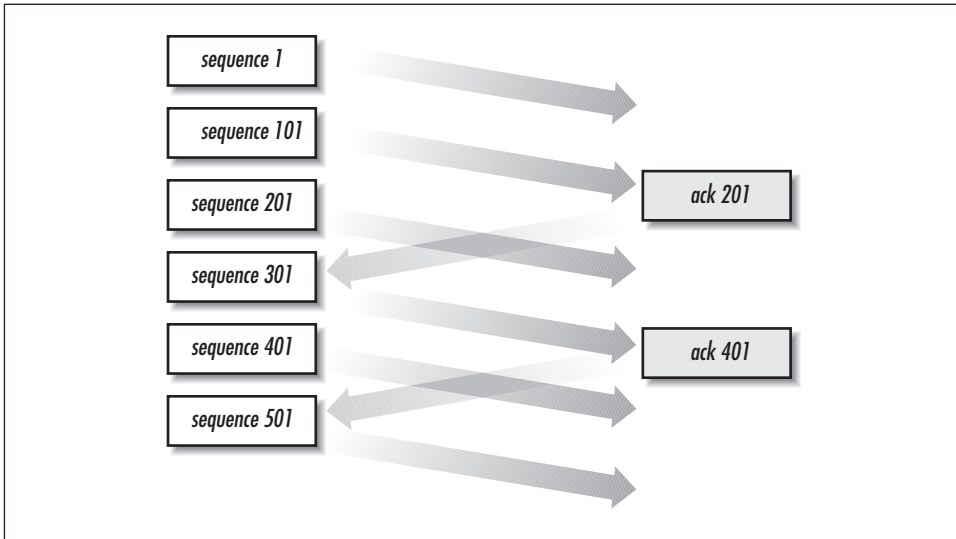 sequence 1
sequence 101
ack 201
sequence 201
sequence 301
ack 401
sequence 401
sequence 501